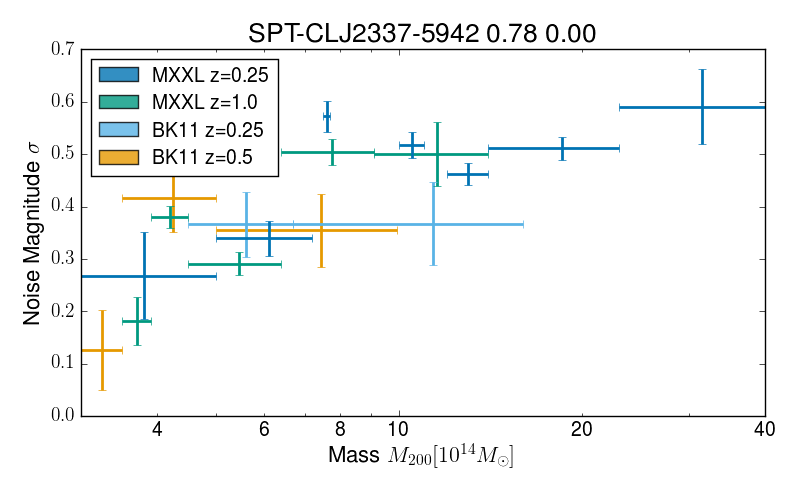 SPT-CLJ2337-5942 0.78 0.00
MXXL z=0.25
MXXL z=1.0
BK11 z=0.25
BK11 z=0.5
Noise Magnitude σ
0.7
0.6
0.5
0.4
0.3
0.2
0.1
0.0
4
6
8
10
20
40
Mass M₂₀₀[10¹⁴M☉]